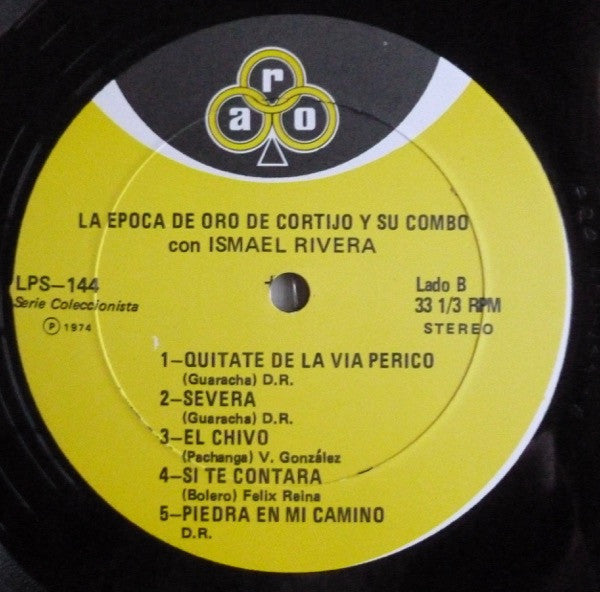 r
a o
LA EPOCA DE ORO DE CORTIJO Y SU COMBO
con ISMAEL RIVERA
LPS-144
Serie Coleccionista
Ⓟ 1974
Lado B
33 1/3 RPM
STEREO
1-QUITATE DE LA VIA PERICO
(Guaracha) D.R.
2-SEVERA
(Guaracha) D.R.
3-EL CHIVO
(Pachanga) V. González
4-SI TE CONTARA
(Bolero) Felix Reina
5-PIEDRA EN MI CAMINO
D.R.